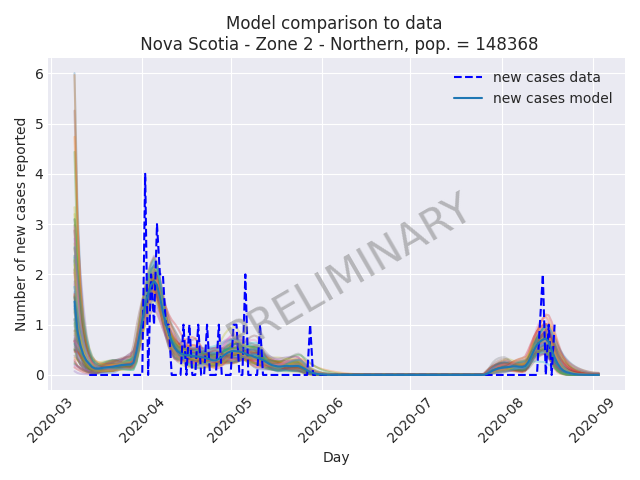 Model comparison to data
Nova Scotia - Zone 2 - Northern, pop. = 148368
new cases data
new cases model
PRELIMINARY
Number of new cases reported
6
5
4
3
2
1
0
2020-03
2020-04
2020-05
2020-06
2020-07
2020-08
2020-09
Day